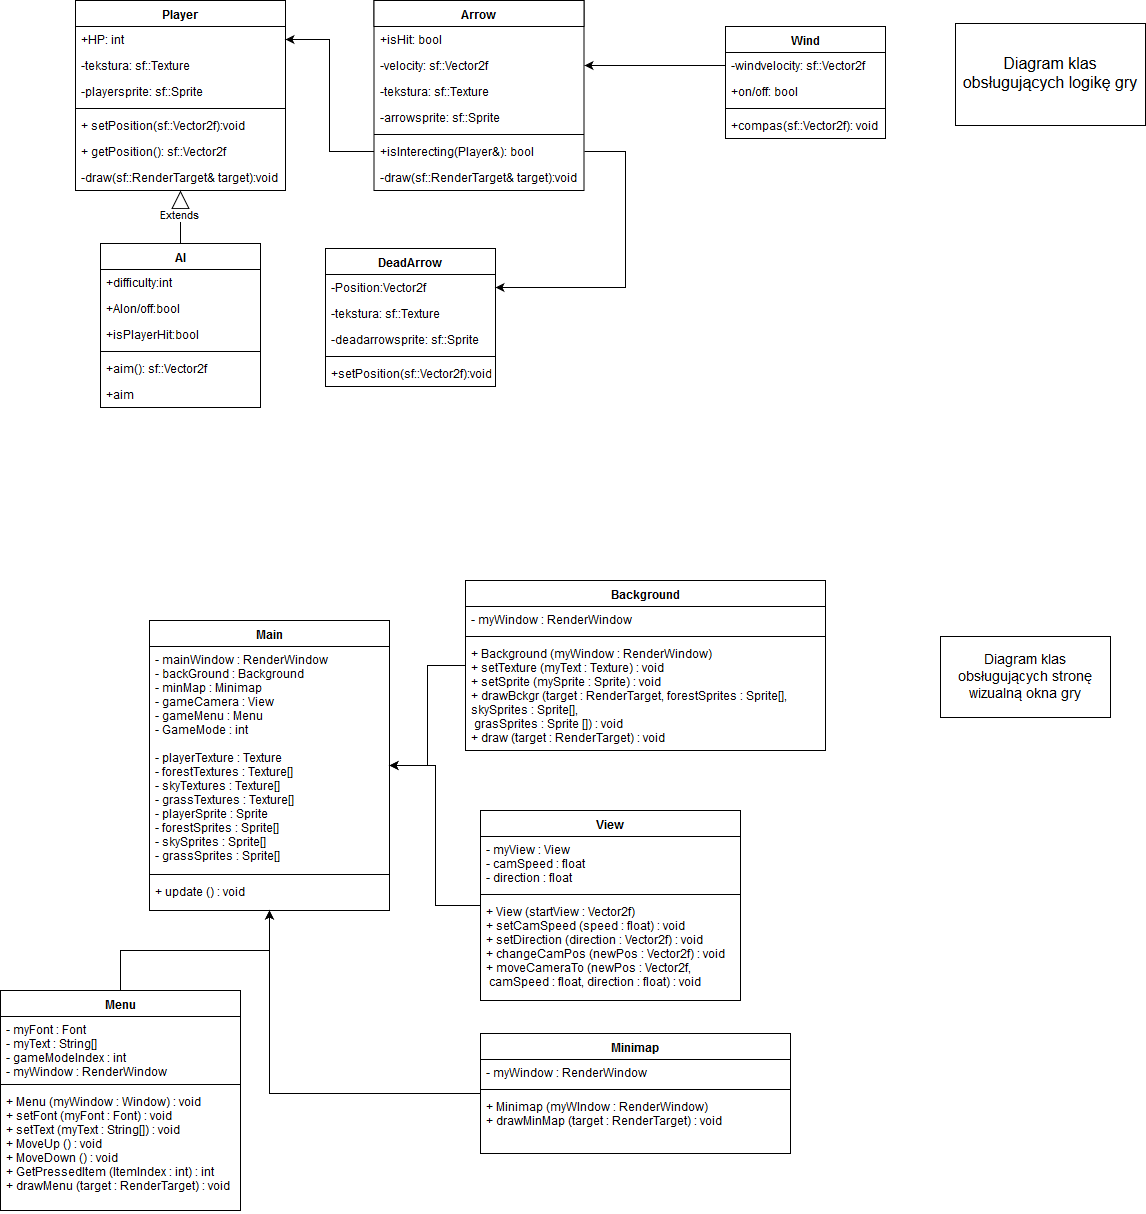 Player
+HP: int
-tekstura: sf::Texture
-playersprite: sf::Sprite
+ setPosition(sf::Vector2f):void
+ getPosition(): sf::Vector2f
-draw(sf::RenderTarget& target):void
Extends
AI
+difficulty:int
+AIon/off:bool
+isPlayerHit:bool
+aim(): sf::Vector2f
+aim
Arrow
+isHit: bool
-velocity: sf::Vector2f
-tekstura: sf::Texture
-arrowsprite: sf::Sprite
+isInterecting(Player&): bool
-draw(sf::RenderTarget& target):void
DeadArrow
-Position:Vector2f
-tekstura: sf::Texture
-deadarrowsprite: sf::Sprite
+setPosition(sf::Vector2f):void
Wind
-windvelocity: sf::Vector2f
+on/off: bool
+compas(sf::Vector2f): void
Diagram klas
obsługujących logikę gry
Main
- mainWindow : RenderWindow
- backGround : Background
- minMap : Minimap
- gameCamera : View
- gameMenu : Menu
- GameMode : int
- playerTexture : Texture
- forestTextures : Texture[]
- skyTextures : Texture[]
- grassTextures : Texture[]
- playerSprite : Sprite
- forestSprites : Sprite[]
- skySprites : Sprite[]
- grassSprites : Sprite[]
+ update () : void
Background
- myWindow : RenderWindow
+ Background (myWindow : RenderWindow)
+ setTexture (myText : Texture) : void
+ setSprite (mySprite : Sprite) : void
+ drawBckgr (target : RenderTarget, forestSprites : Sprite[],
skySprites : Sprite[],
grasSprites : Sprite []) : void
+ draw (target : RenderTarget) : void
Diagram klas
obsługujących stronę
wizualną okna gry
View
- myView : View
- camSpeed : float
- direction : float
+ View (startView : Vector2f)
+ setCamSpeed (speed : float) : void
+ setDirection (direction : Vector2f) : void
+ changeCamPos (newPos : Vector2f) : void
+ moveCameraTo (newPos : Vector2f,
camSpeed : float, direction : float) : void
Menu
- myFont : Font
- myText : String[]
- gameModeIndex : int
- myWindow : RenderWindow
+ Menu (myWindow : Window) : void
+ setFont (myFont : Font) : void
+ setText (myText : String[]) : void
+ MoveUp () : void
+ MoveDown () : void
+ GetPressedItem (ItemIndex : int) : int
+ drawMenu (target : RenderTarget) : void
Minimap
- myWindow : RenderWindow
+ Minimap (myWIndow : RenderWindow)
+ drawMinMap (target : RenderTarget) : void